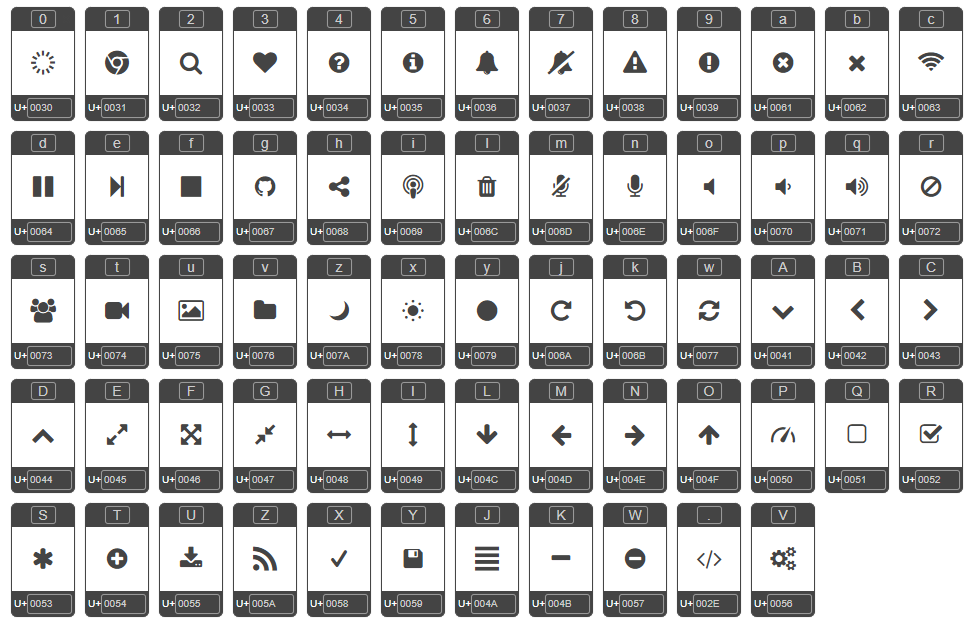 0 1 2 3 4 5 6 7 8 9 a b c
U+ 0030 U+ 0031 U+ 0032 U+ 0033 U+ 0034 U+ 0035 U+ 0036 U+ 0037 U+ 0038 U+ 0039 U+ 0061 U+ 0062 U+ 0063
d e f g h i l m n o p q r
U+ 0064 U+ 0065 U+ 0066 U+ 0067 U+ 0068 U+ 0069 U+ 006C U+ 006D U+ 006E U+ 006F U+ 0070 U+ 0071 U+ 0072
s t u v z x y j k w A B C
U+ 0073 U+ 0074 U+ 0075 U+ 0076 U+ 007A U+ 0078 U+ 0079 U+ 006A U+ 006B U+ 0077 U+ 0041 U+ 0042 U+ 0043
D E F G H I L M N O P Q R
U+ 0044 U+ 0045 U+ 0046 U+ 0047 U+ 0048 U+ 0049 U+ 004C U+ 004D U+ 004E U+ 004F U+ 0050 U+ 0051 U+ 0052
S T U Z X Y J K W . V
U+ 0053 U+ 0054 U+ 0055 U+ 005A U+ 0058 U+ 0059 U+ 004A U+ 004B U+ 0057 U+ 002E U+ 0056